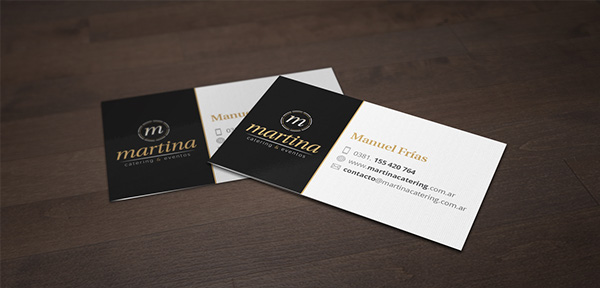 m
martina
catering & eventos
m
martina
catering & eventos
Manuel Frías
0381. 155 420 764
www.martinacatering.com.ar
contacto@martinacatering.com.ar